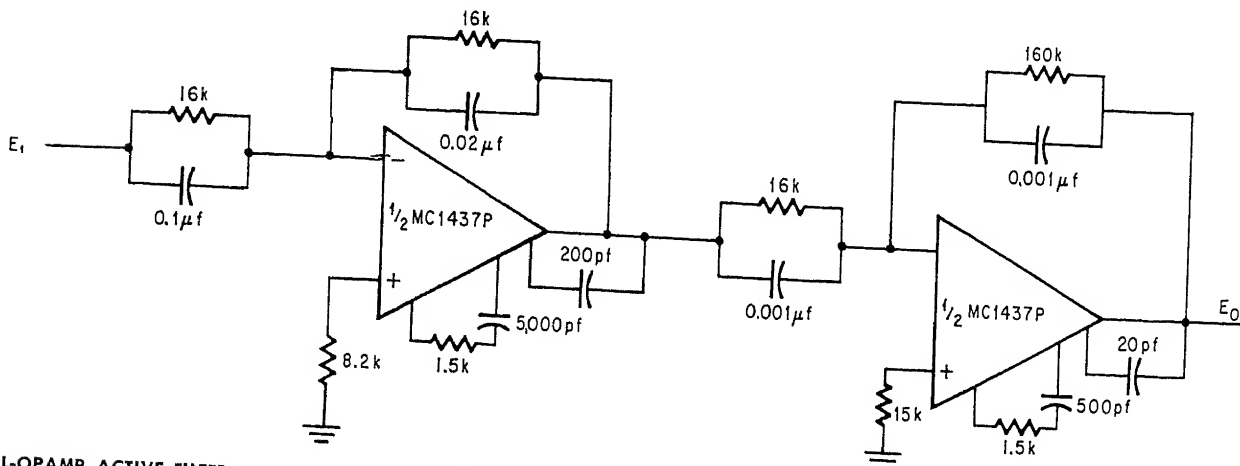 16k
160k
16k
0.02μf
0.001μf
E₁
0.1μf
16k
½ MC1437P
200pf
0.001μf
½ MC1437P
E₀
5,000pf
20pf
8.2k
1.5k
15k
500pf
1.5k